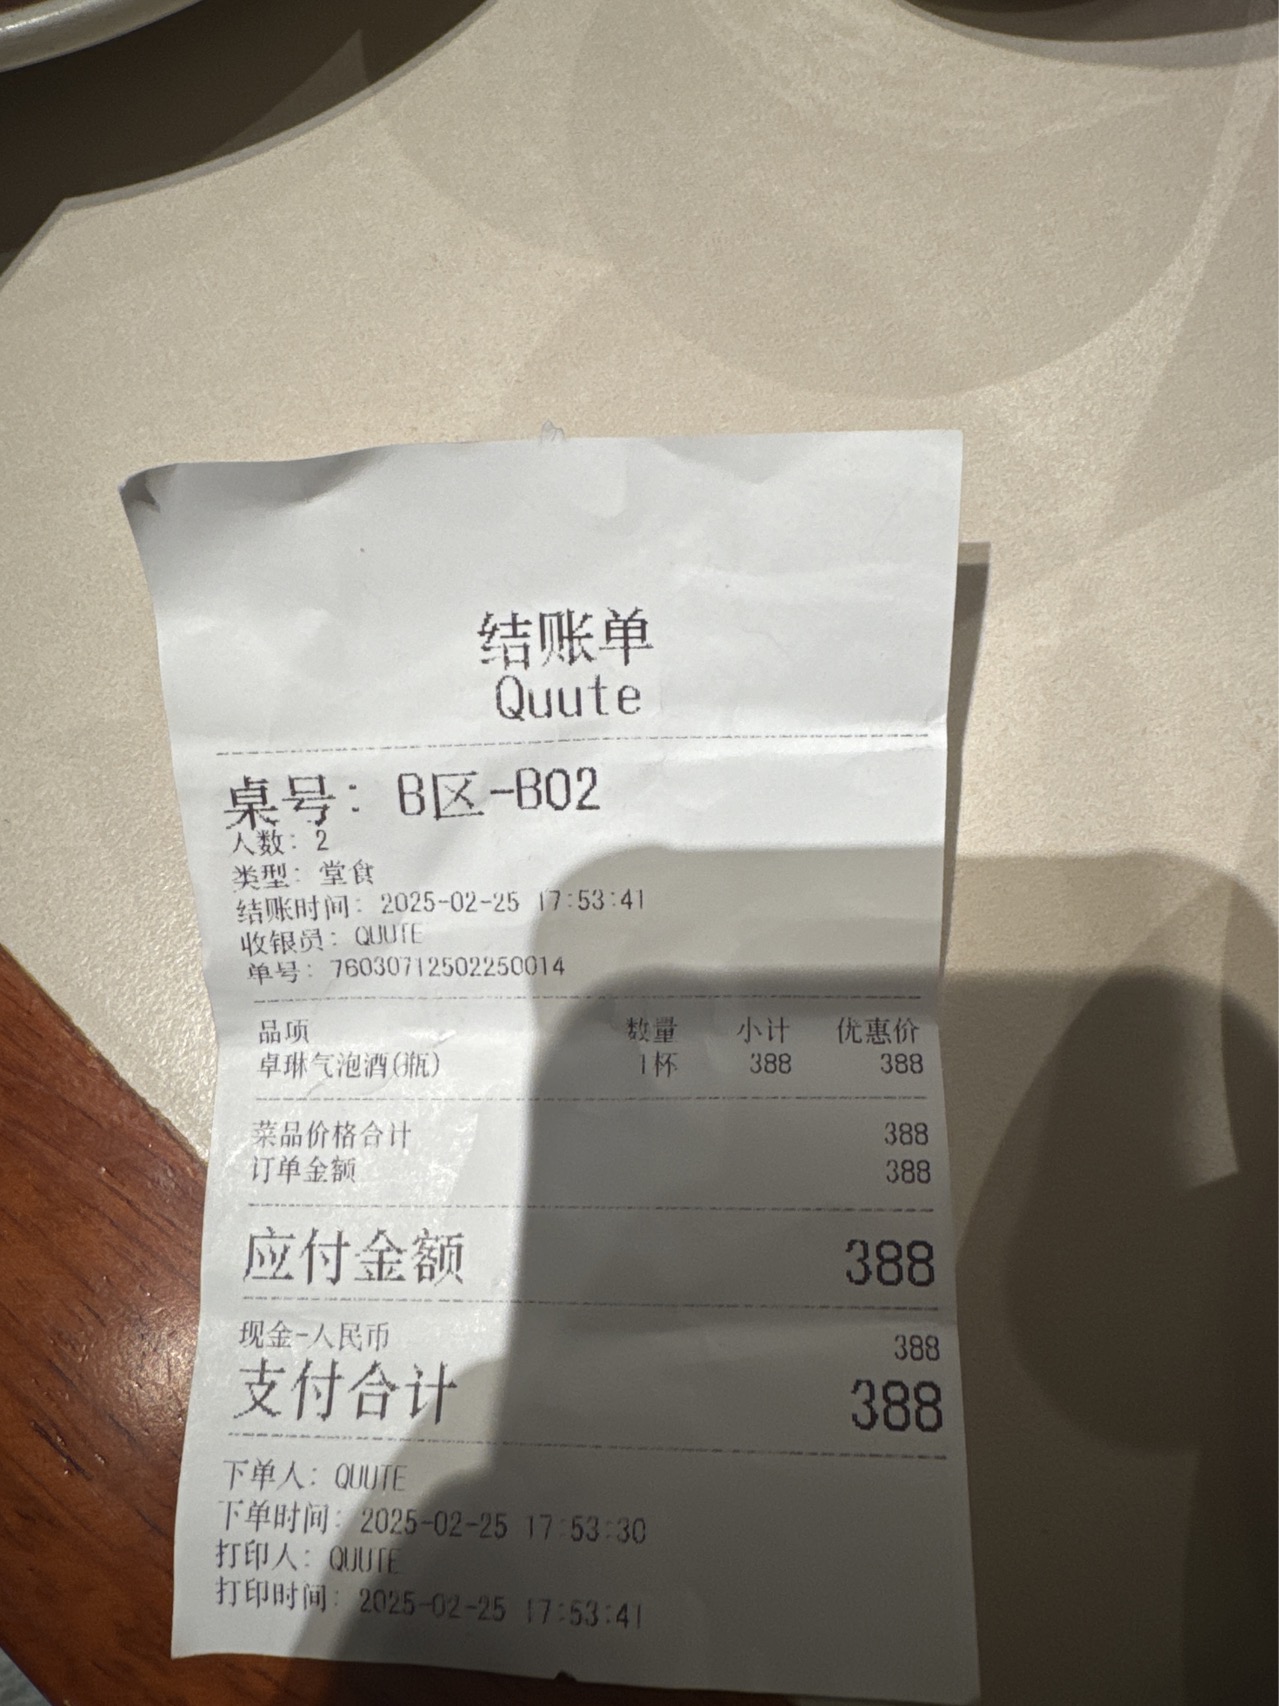 结账单
Quute
桌号: B区-B02
人数: 2
类型: 堂食
结账时间: 2025-02-25 17:53:41
收银员: QUUTE
单号: 76030712502250014
品项 数量 小计 优惠价
卓琳气泡酒(瓶) 1杯 388 388
菜品价格合计 388
订单金额 388
应付金额 388
现金-人民币 388
支付合计 388
下单人: QUUTE
下单时间: 2025-02-25 17:53:30
打印人: QUUTE
打印时间: 2025-02-25 17:53:41